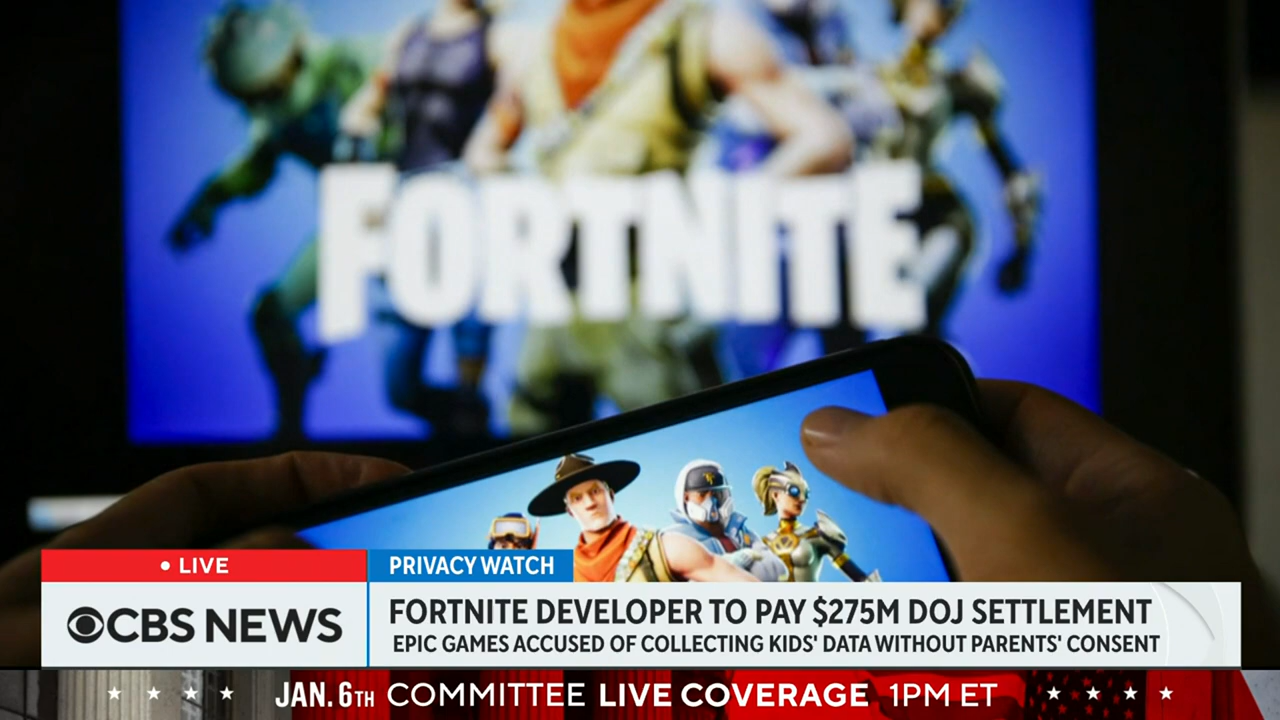 FORTNITE
LIVE
PRIVACY WATCH
CBS NEWS
FORTNITE DEVELOPER TO PAY $275M DOJ SETTLEMENT
EPIC GAMES ACCUSED OF COLLECTING KIDS' DATA WITHOUT PARENTS' CONSENT
JAN. 6TH COMMITTEE LIVE COVERAGE 1PM ET